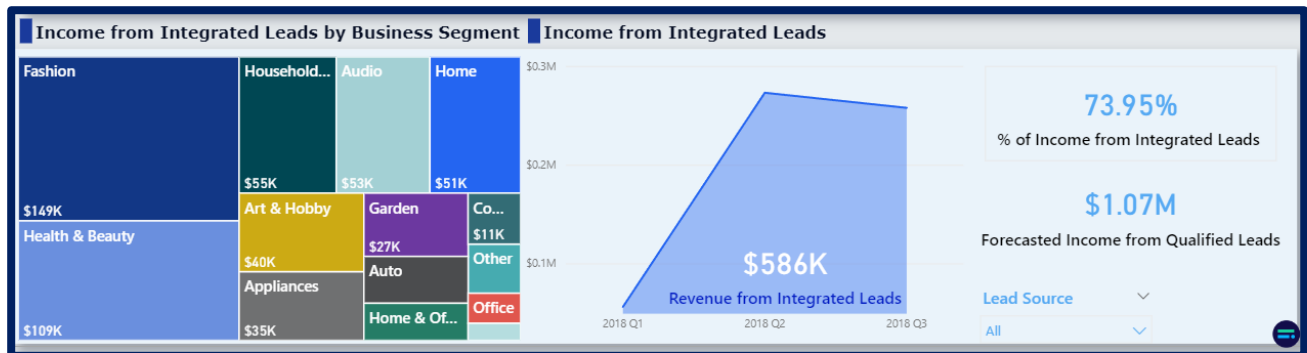 Income from Integrated Leads by Business Segment
Fashion
$149K
Health & Beauty
$109K
Household...
$55K
Audio
$53K
Home
$51K
Art & Hobby
$40K
Appliances
$35K
Garden
$27K
Auto
Home & Of...
Co...
$11K
Other
Office
Income from Integrated Leads
$0.3M
$0.2M
$0.1M
2018 Q1
2018 Q2
2018 Q3
$586K
Revenue from Integrated Leads
73.95%
% of Income from Integrated Leads
$1.07M
Forecasted Income from Qualified Leads
Lead Source
All